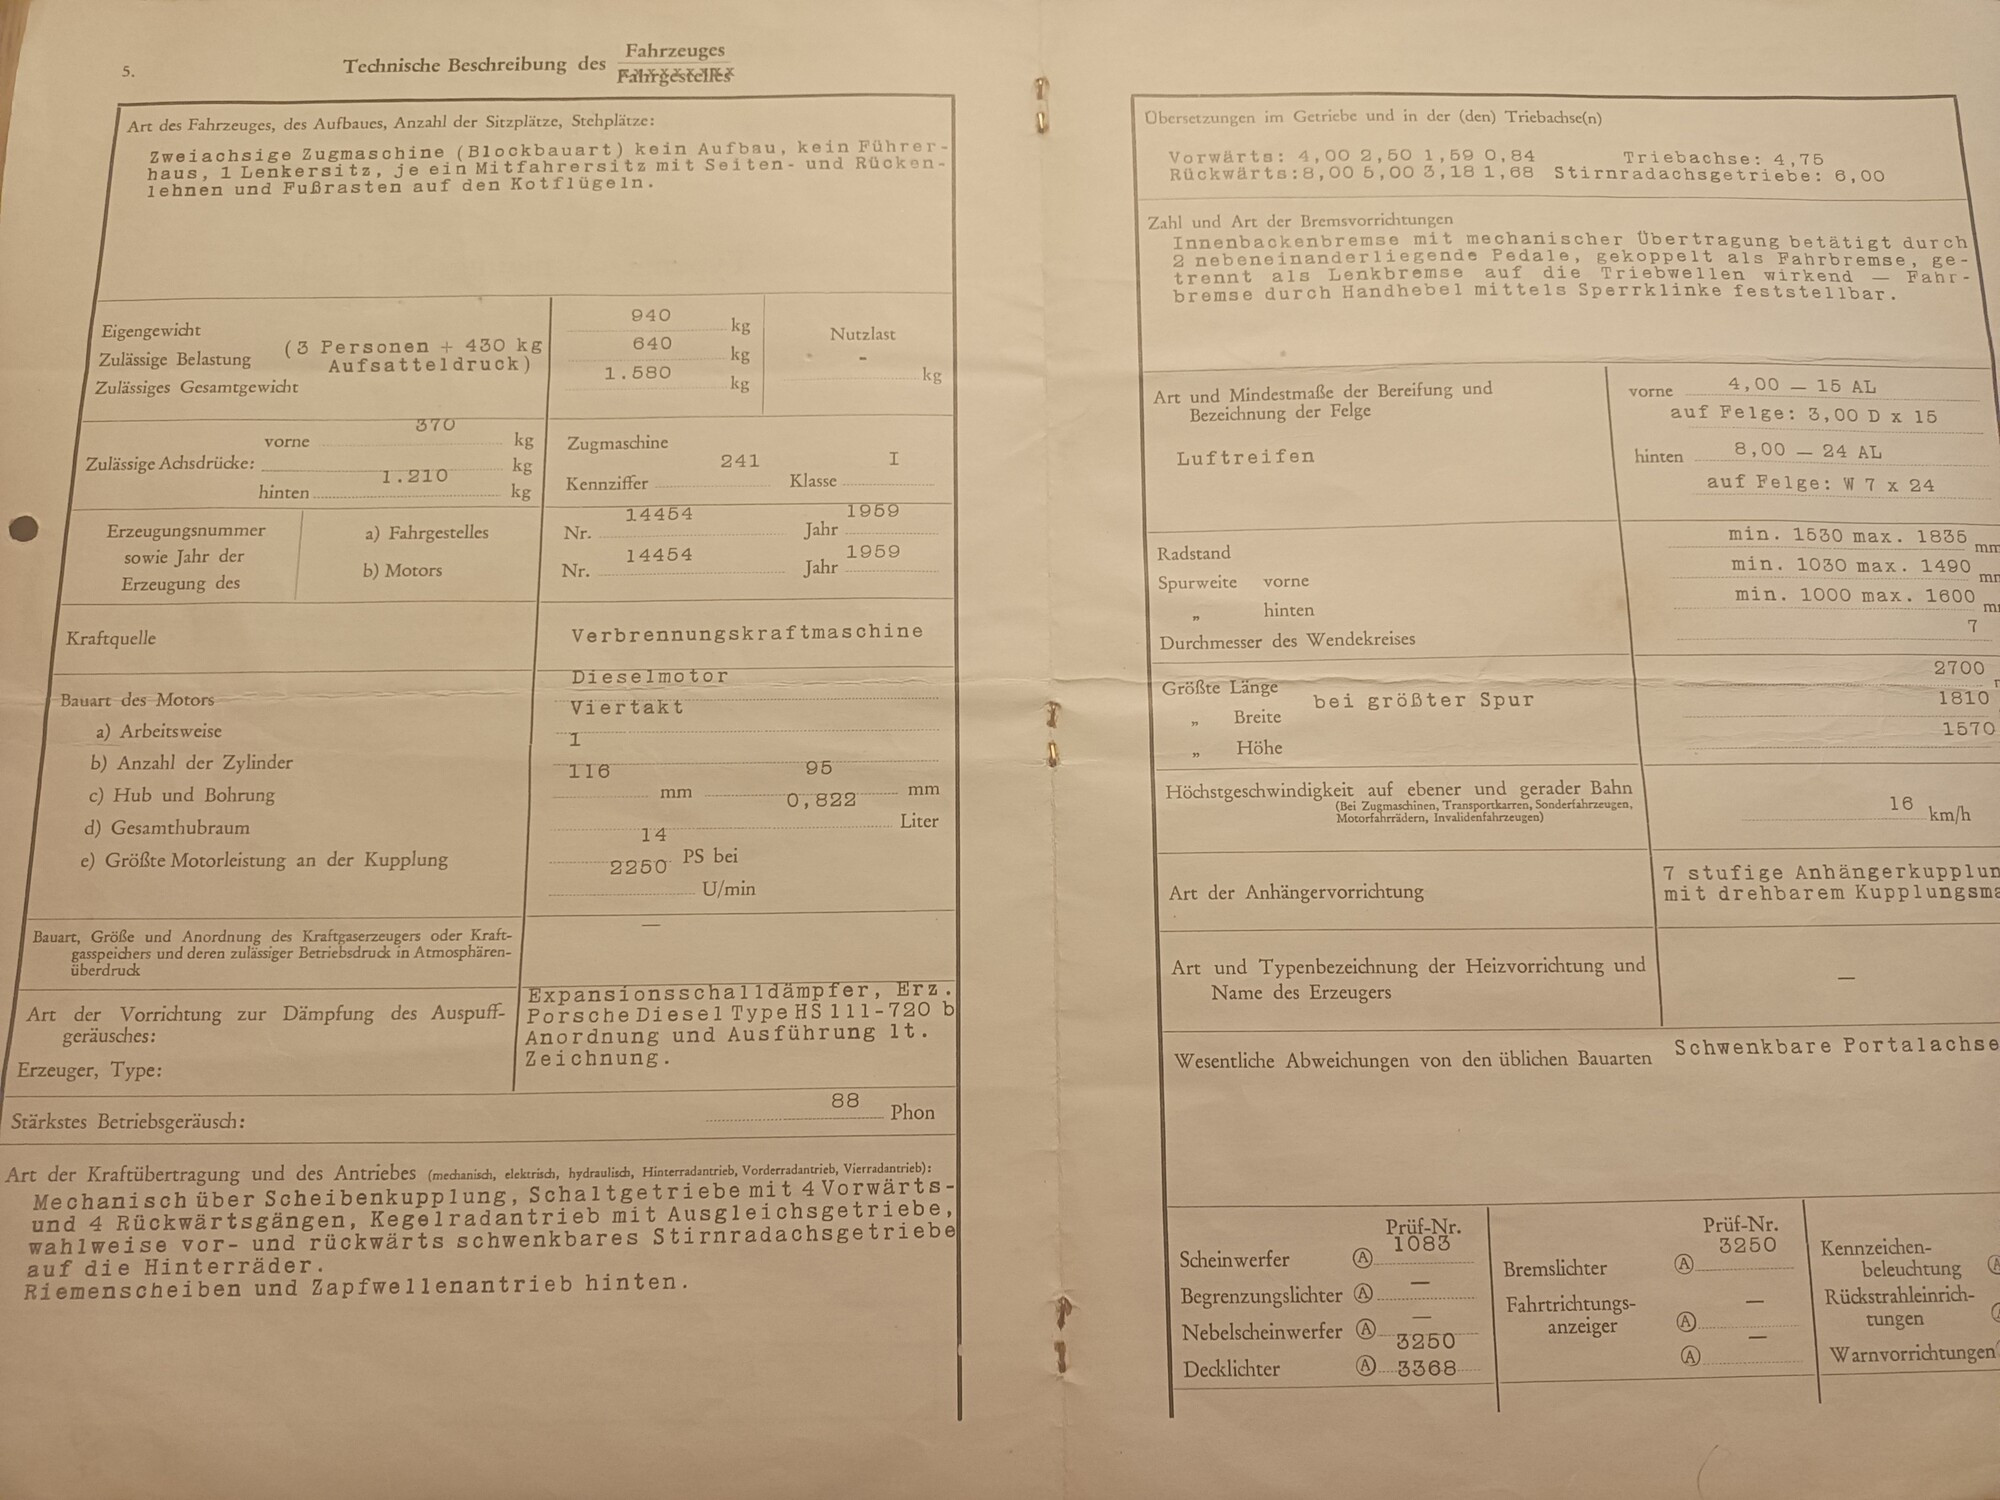 5.
Technische Beschreibung des Fahrzeuges
Fahrgestelles
Art des Fahrzeuges, des Aufbaues, Anzahl der Sitzplätze, Stehplätze:
Zweiachsige Zugmaschine (Blockbauart) kein Aufbau, kein Führer-
haus, 1 Lenkersitz, je ein Mitfahrersitz mit Seiten- und Rücken-
lehnen und Fußrasten auf den Kotflügeln.
Eigengewicht 940 kg
Zulässige Belastung (3 Personen + 430 kg Aufsatteldruck) 640 kg
Zulässiges Gesamtgewicht 1.580 kg
Nutzlast
- kg
Zulässige Achsdrücke:
vorne 370 kg
kg
hinten 1.210 kg
Zugmaschine
Kennziffer 241 Klasse I
Erzeugungsnummer
sowie Jahr der
Erzeugung des
a) Fahrgestelles Nr. 14454 Jahr 1959
b) Motors Nr. 14454 Jahr 1959
Kraftquelle Verbrennungskraftmaschine
Bauart des Motors Dieselmotor
a) Arbeitsweise Viertakt
b) Anzahl der Zylinder 1
c) Hub und Bohrung 116 mm 95 mm
d) Gesamthubraum 0,822 Liter
e) Größte Motorleistung an der Kupplung 14 PS bei
2250 U/min
Bauart, Größe und Anordnung des Kraftgaserzeugers oder Kraft-
gasspeichers und deren zulässiger Betriebsdruck in Atmosphären-
überdruck
—
Art der Vorrichtung zur Dämpfung des Auspuff-
geräusches:
Erzeuger, Type:
Expansionsschalldämpfer, Erz.
Porsche Diesel Type HS 111-720 b
Anordnung und Ausführung lt.
Zeichnung.
Stärkstes Betriebsgeräusch: 88 Phon
Art der Kraftübertragung und des Antriebes (mechanisch, elektrisch, hydraulisch, Hinterradantrieb, Vorderradantrieb, Vierradantrieb):
Mechanisch über Scheibenkupplung, Schaltgetriebe mit 4 Vorwärts-
und 4 Rückwärtsgängen, Kegelradantrieb mit Ausgleichsgetriebe,
wahlweise vor- und rückwärts schwenkbares Stirnradachsgetriebe
auf die Hinterräder.
Riemenscheiben und Zapfwellenantrieb hinten.
Übersetzungen im Getriebe und in der (den) Triebachse(n)
Vorwärts: 4,00 2,50 1,59 0,84 Triebachse: 4,75
Rückwärts: 8,00 5,00 3,18 1,68 Stirnradachsgetriebe: 6,00
Zahl und Art der Bremsvorrichtungen
Innenbackenbremse mit mechanischer Übertragung betätigt durch
2 nebeneinanderliegende Pedale, gekoppelt als Fahrbremse, ge-
trennt als Lenkbremse auf die Triebwellen wirkend — Fahr-
bremse durch Handhebel mittels Sperrklinke feststellbar.
Art und Mindestmaße der Bereifung und
Bezeichnung der Felge
Luftreifen
vorne 4,00 — 15 AL
auf Felge: 3,00 D x 15
hinten 8,00 — 24 AL
auf Felge: W 7 x 24
Radstand min. 1530 max. 1835 mm
Spurweite vorne min. 1030 max. 1490 mm
„ hinten min. 1000 max. 1600 m
Durchmesser des Wendekreises 7
Größte Länge 2700
„ Breite bei größter Spur 1810
„ Höhe 1570
Höchstgeschwindigkeit auf ebener und gerader Bahn
(Bei Zugmaschinen, Transportkarren, Sonderfahrzeugen,
Motorfahrrädern, Invalidenfahrzeugen)
16 km/h
Art der Anhängervorrichtung
7 stufige Anhängerkupplun
mit drehbarem Kupplungsma
Art und Typenbezeichnung der Heizvorrichtung und
Name des Erzeugers
—
Wesentliche Abweichungen von den üblichen Bauarten Schwenkbare Portalachse
Prüf-Nr.
Scheinwerfer Ⓐ 1083
Begrenzungslichter Ⓐ —
Nebelscheinwerfer Ⓐ —
3250
Decklichter Ⓐ 3368
Prüf-Nr.
Bremslichter Ⓐ 3250
Fahrtrichtungs-
anzeiger Ⓐ —
Ⓐ —
Kennzeichen-
beleuchtung Ⓐ
Rückstrahleinrich-
tungen
Warnvorrichtungen